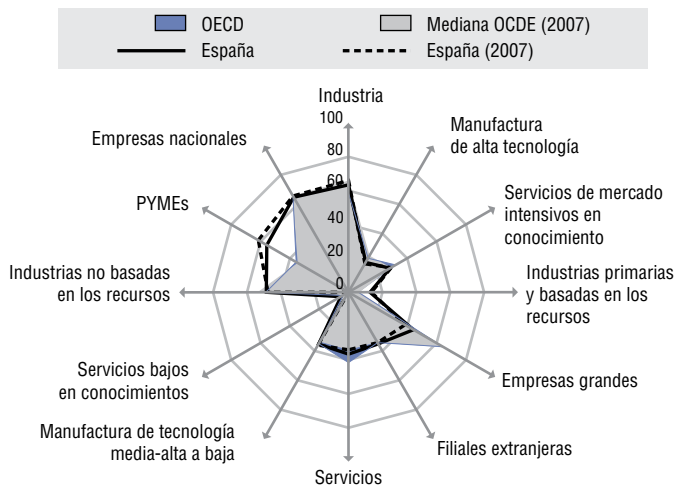 OECD
Mediana OCDE (2007)
España
España (2007)
Industria
100
80
60
40
20
0
Manufactura
de alta tecnología
Servicios de mercado
intensivos en
conocimiento
Industrias primarias
y basadas en los
recursos
Empresas grandes
Filiales extranjeras
Servicios
Manufactura de tecnología
media-alta a baja
Servicios bajos
en conocimientos
Industrias no basadas
en los recursos
PYMEs
Empresas nacionales